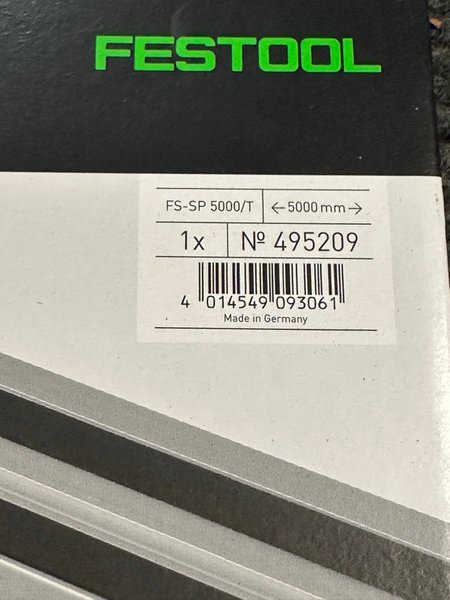 FESTOOL
FS-SP 5000/T ←5000 mm→
1x № 495209
4 014549 093061
Made in Germany